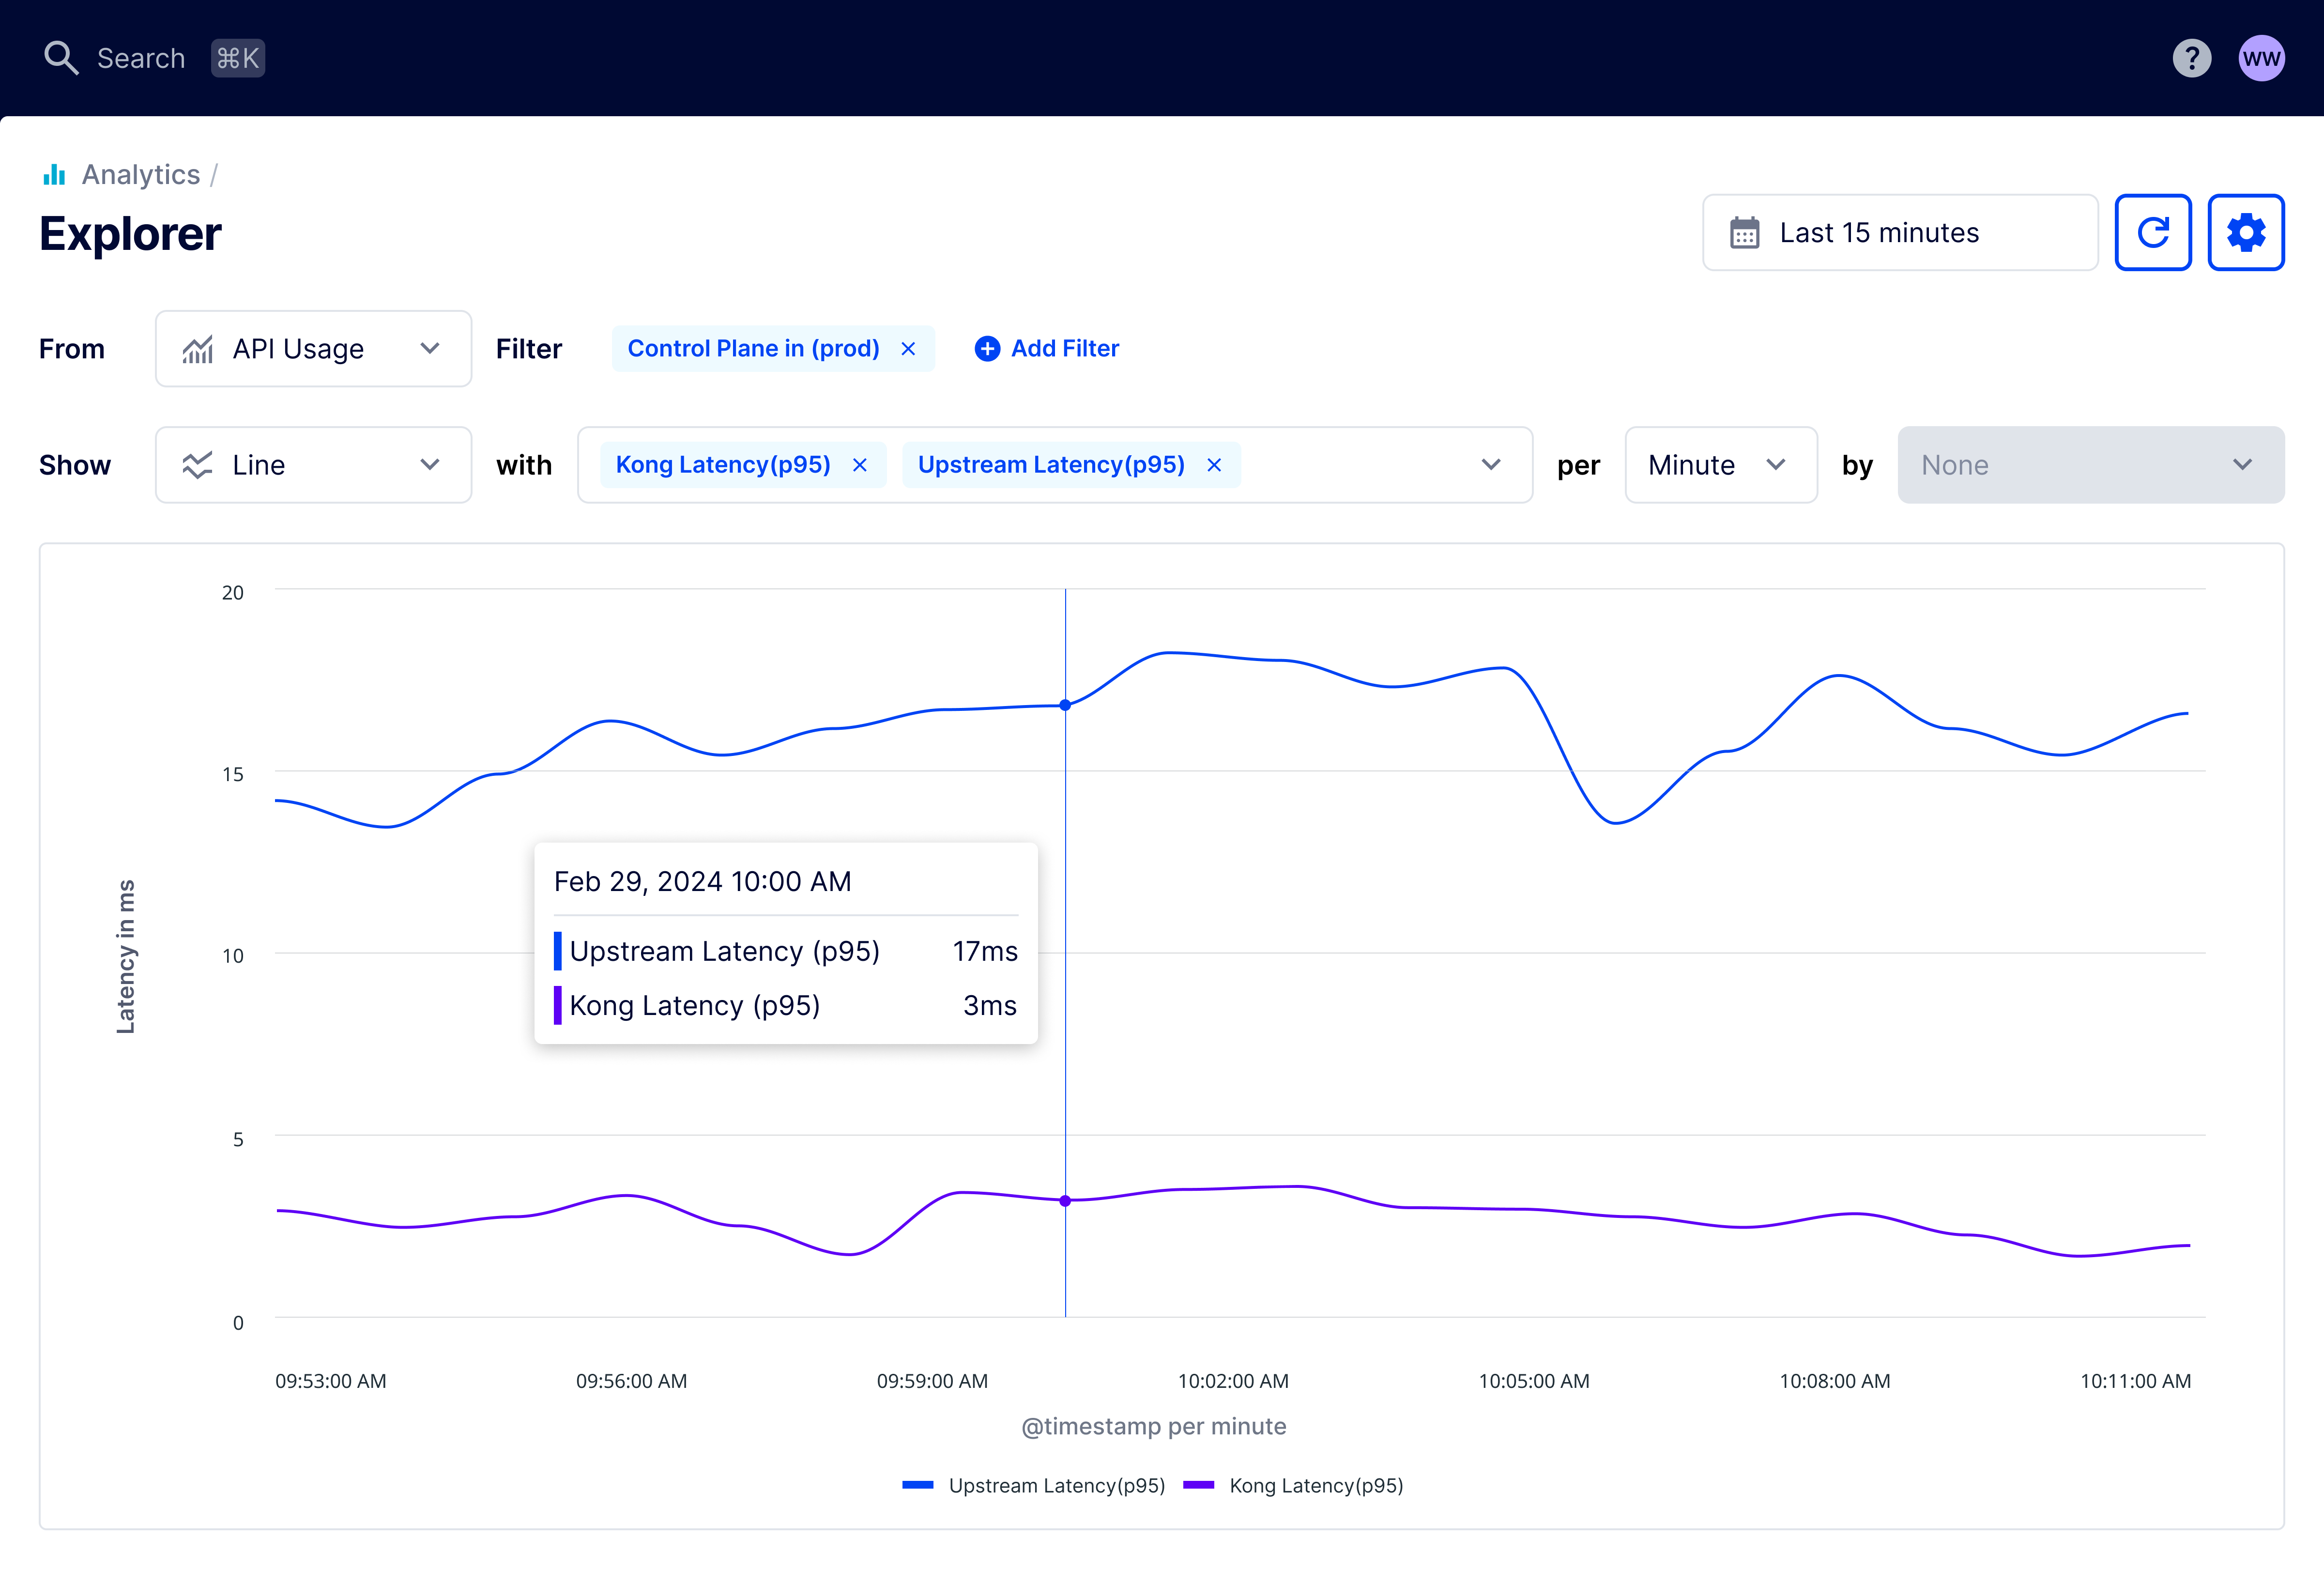 Search ⌘K
? WW
Analytics /
Explorer
Last 15 minutes
From API Usage Filter Control Plane in (prod) × Add Filter
Show Line with Kong Latency(p95) × Upstream Latency(p95) × per Minute by None
20
15
10
5
0
Latency in ms
Feb 29, 2024 10:00 AM
Upstream Latency (p95) 17ms
Kong Latency (p95) 3ms
09:53:00 AM 09:56:00 AM 09:59:00 AM 10:02:00 AM 10:05:00 AM 10:08:00 AM 10:11:00 AM
@timestamp per minute
Upstream Latency(p95) Kong Latency(p95)